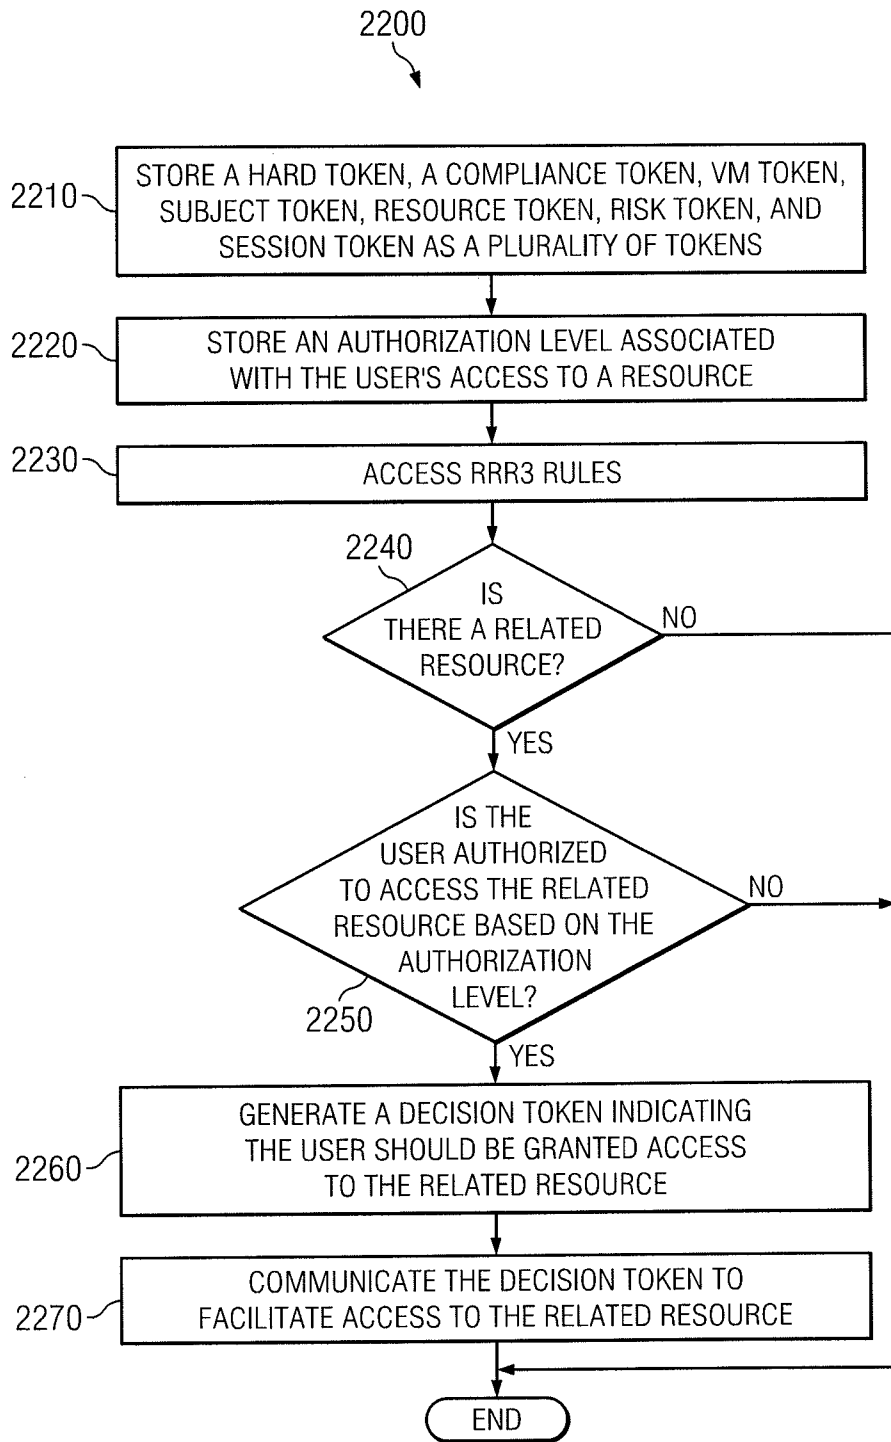 2200
2210
STORE A HARD TOKEN, A COMPLIANCE TOKEN, VM TOKEN,
SUBJECT TOKEN, RESOURCE TOKEN, RISK TOKEN, AND
SESSION TOKEN AS A PLURALITY OF TOKENS
2220
STORE AN AUTHORIZATION LEVEL ASSOCIATED
WITH THE USER'S ACCESS TO A RESOURCE
2230
ACCESS RRR3 RULES
2240
IS
THERE A RELATED
RESOURCE?
NO
YES
IS THE
USER AUTHORIZED
TO ACCESS THE RELATED
RESOURCE BASED ON THE
AUTHORIZATION
LEVEL?
NO
2250
YES
2260
GENERATE A DECISION TOKEN INDICATING
THE USER SHOULD BE GRANTED ACCESS
TO THE RELATED RESOURCE
2270
COMMUNICATE THE DECISION TOKEN TO
FACILITATE ACCESS TO THE RELATED RESOURCE
END